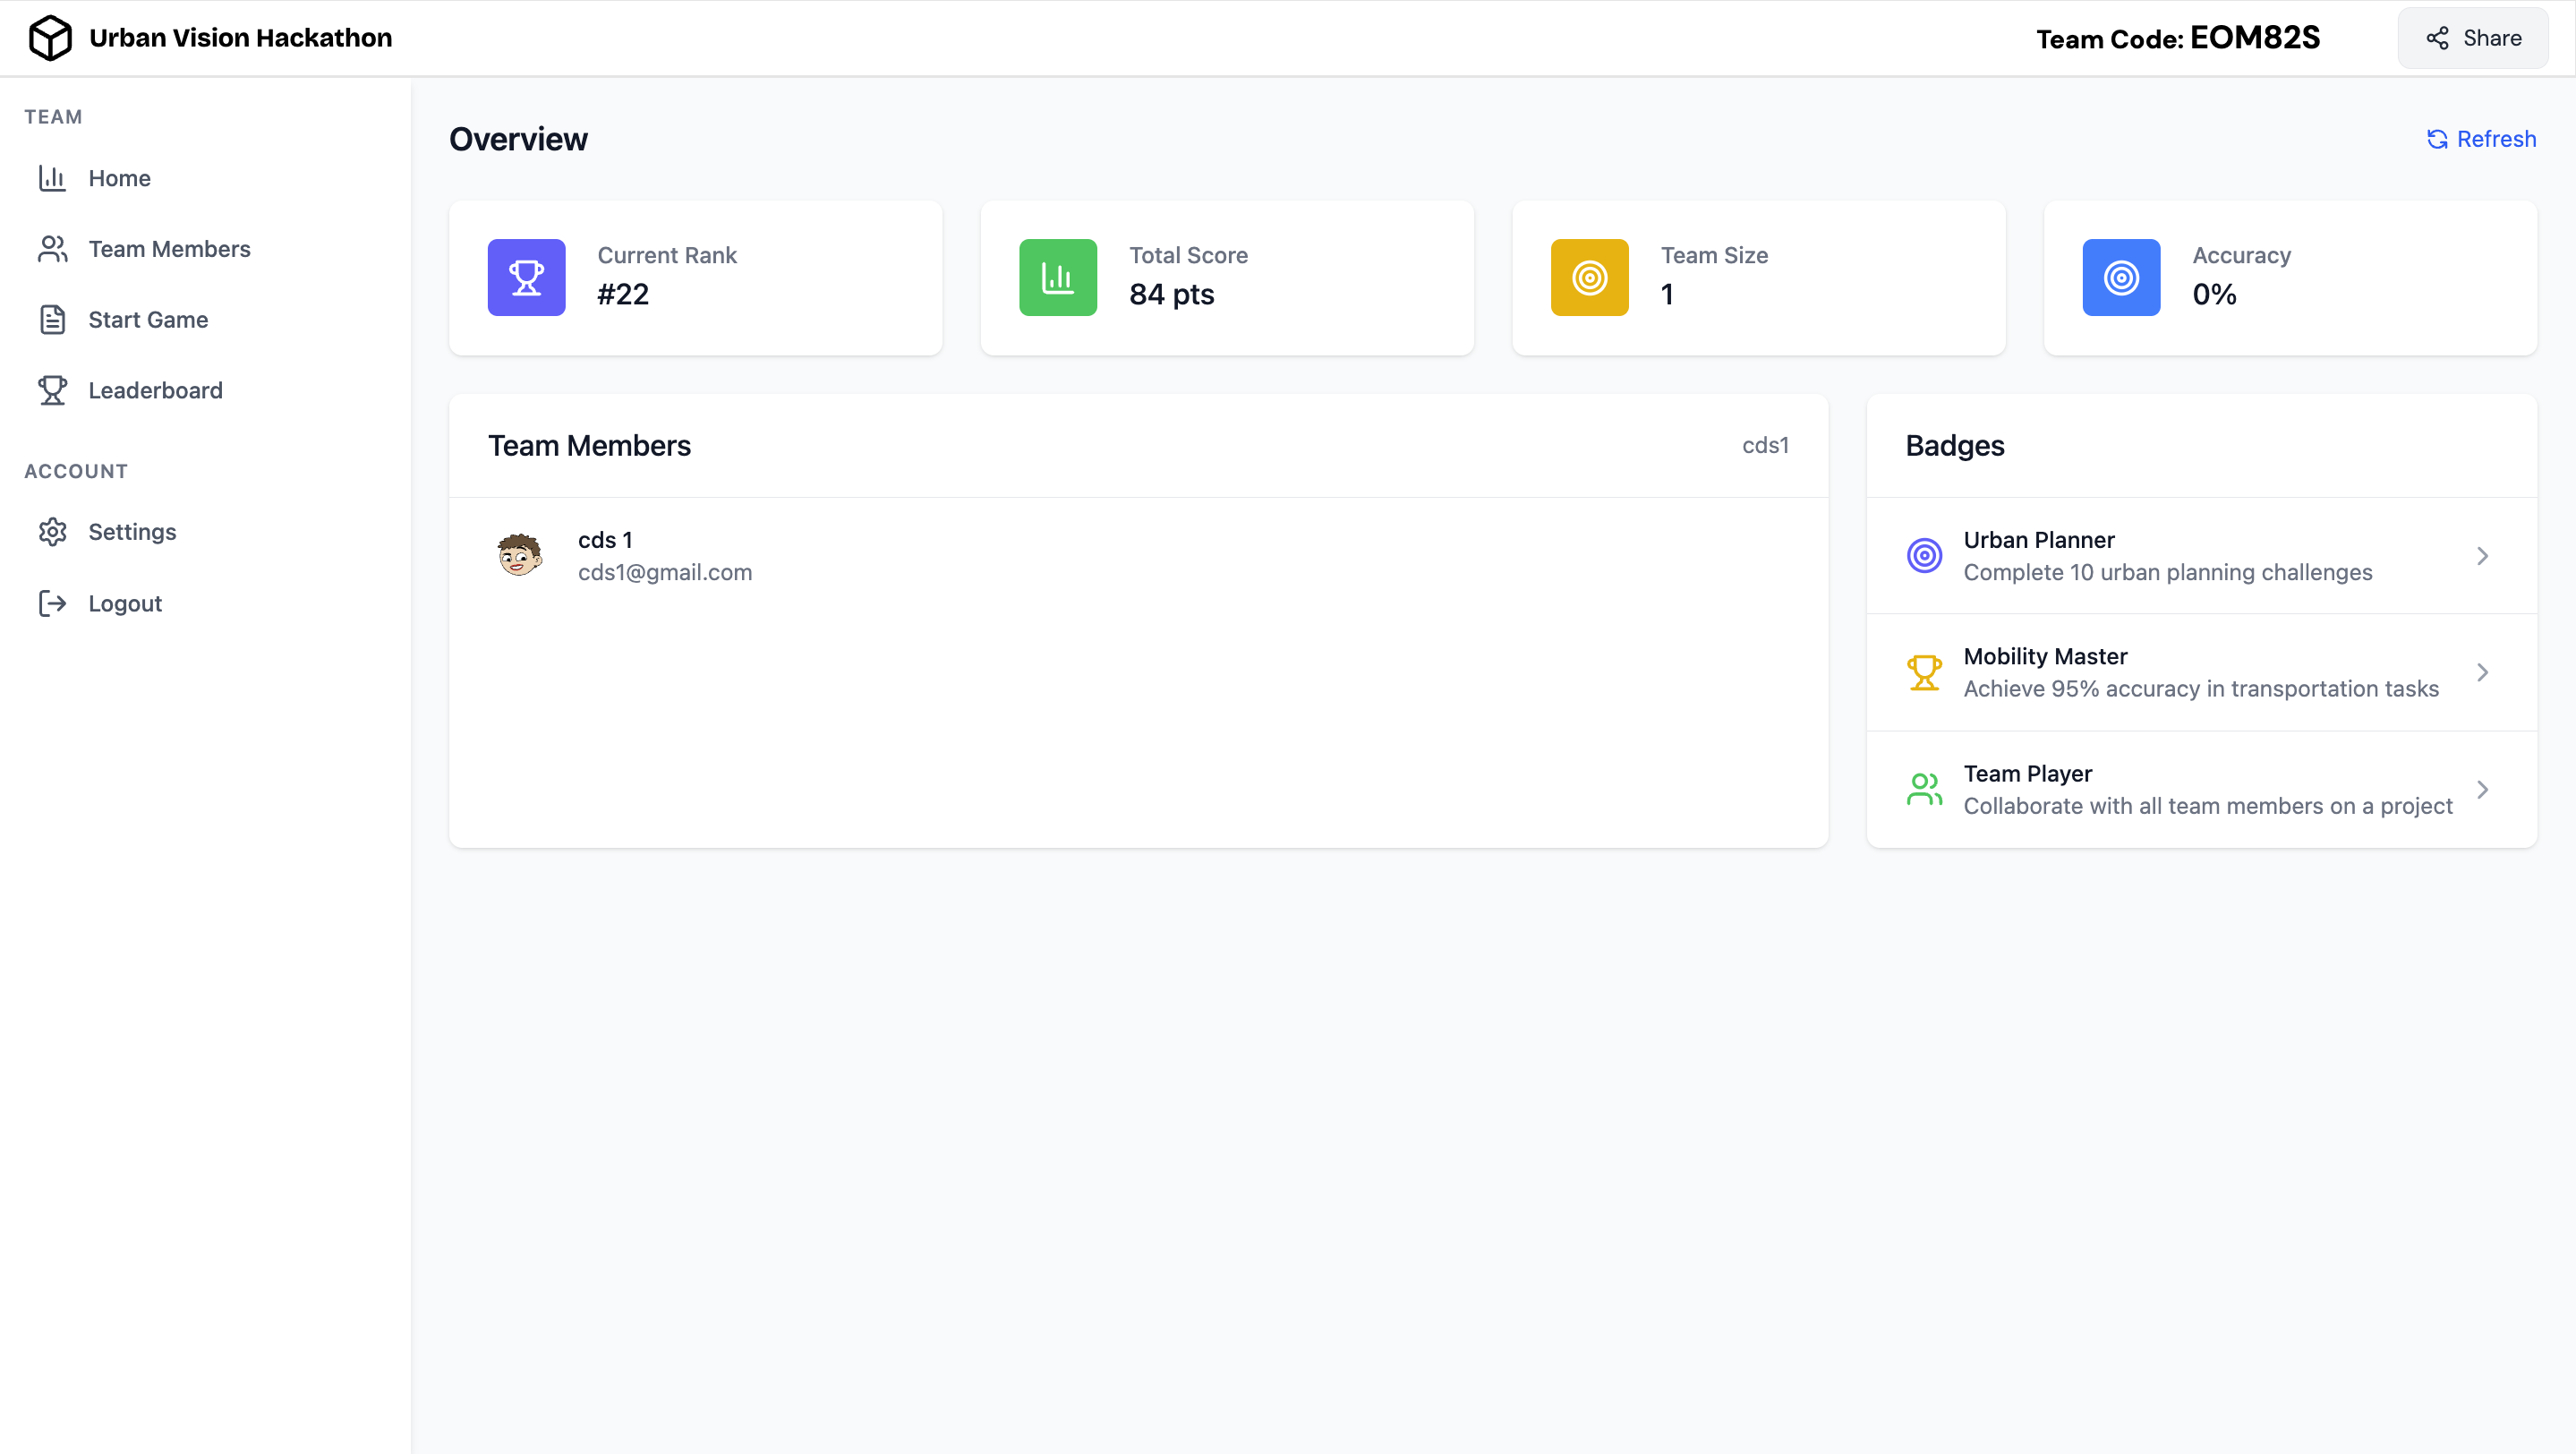 Urban Vision Hackathon
Team Code: EOM82S
Share
TEAM
Home
Team Members
Start Game
Leaderboard
ACCOUNT
Settings
Logout
Overview
Refresh
Current Rank
#22
Total Score
84 pts
Team Size
1
Accuracy
0%
Team Members
cds1
cds 1
cds1@gmail.com
Badges
Urban Planner
Complete 10 urban planning challenges
Mobility Master
Achieve 95% accuracy in transportation tasks
Team Player
Collaborate with all team members on a project